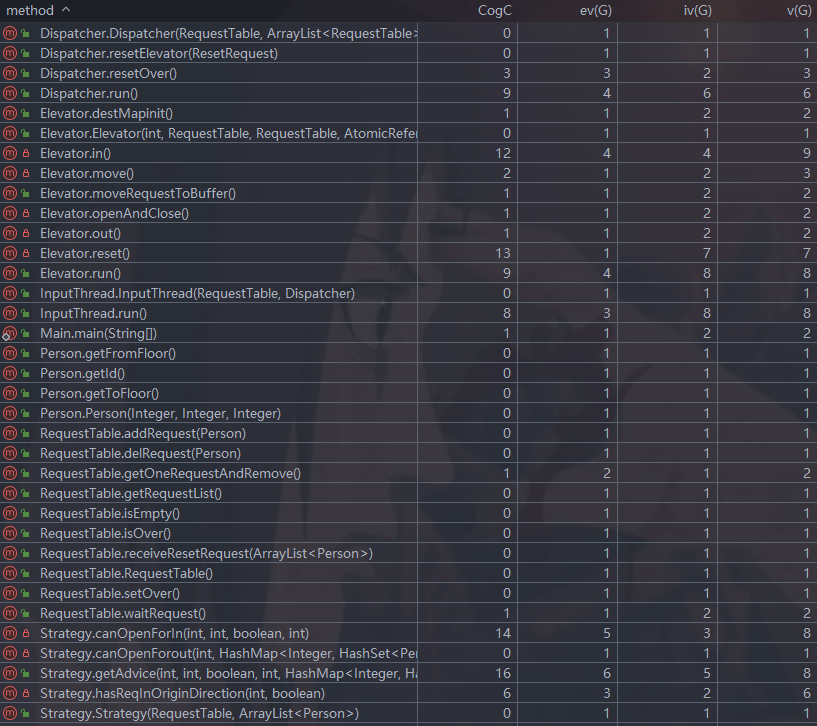 method CogC ev(G) iv(G) v(G)
Dispatcher.Dispatcher(RequestTable, ArrayList<RequestTable> 0 1 1 1
Dispatcher.resetElevator(ResetRequest) 0 1 1 1
Dispatcher.resetOver() 3 3 2 3
Dispatcher.run() 9 4 6 6
Elevator.destMapinit() 1 1 2 2
Elevator.Elevator(int, RequestTable, RequestTable, AtomicRefer 0 1 1 1
Elevator.in() 12 4 4 9
Elevator.move() 2 1 2 3
Elevator.moveRequestToBuffer() 1 1 2 2
Elevator.openAndClose() 1 1 2 2
Elevator.out() 1 1 2 2
Elevator.reset() 13 1 7 7
Elevator.run() 9 4 8 8
InputThread.InputThread(RequestTable, Dispatcher) 0 1 1 1
InputThread.run() 8 3 8 8
Main.main(String[]) 1 1 2 2
Person.getFromFloor() 0 1 1 1
Person.getId() 0 1 1 1
Person.getToFloor() 0 1 1 1
Person.Person(Integer, Integer, Integer) 0 1 1 1
RequestTable.addRequest(Person) 0 1 1 1
RequestTable.delRequest(Person) 0 1 1 1
RequestTable.getOneRequestAndRemove() 1 2 1 2
RequestTable.getRequestList() 0 1 1 1
RequestTable.isEmpty() 0 1 1 1
RequestTable.isOver() 0 1 1 1
RequestTable.receiveResetRequest(ArrayList<Person>) 0 1 1 1
RequestTable.RequestTable() 0 1 1 1
RequestTable.setOver() 0 1 1 1
RequestTable.waitRequest() 1 1 2 2
Strategy.canOpenForIn(int, int, boolean, int) 14 5 3 8
Strategy.canOpenForout(int, HashMap<Integer, HashSet<Per 0 1 1 1
Strategy.getAdvice(int, int, boolean, int, HashMap<Integer, Ha 16 6 5 8
Strategy.hasReqInOriginDirection(int, boolean) 6 3 2 6
Strategy.Strategy(RequestTable, ArrayList<Person>) 0 1 1 1